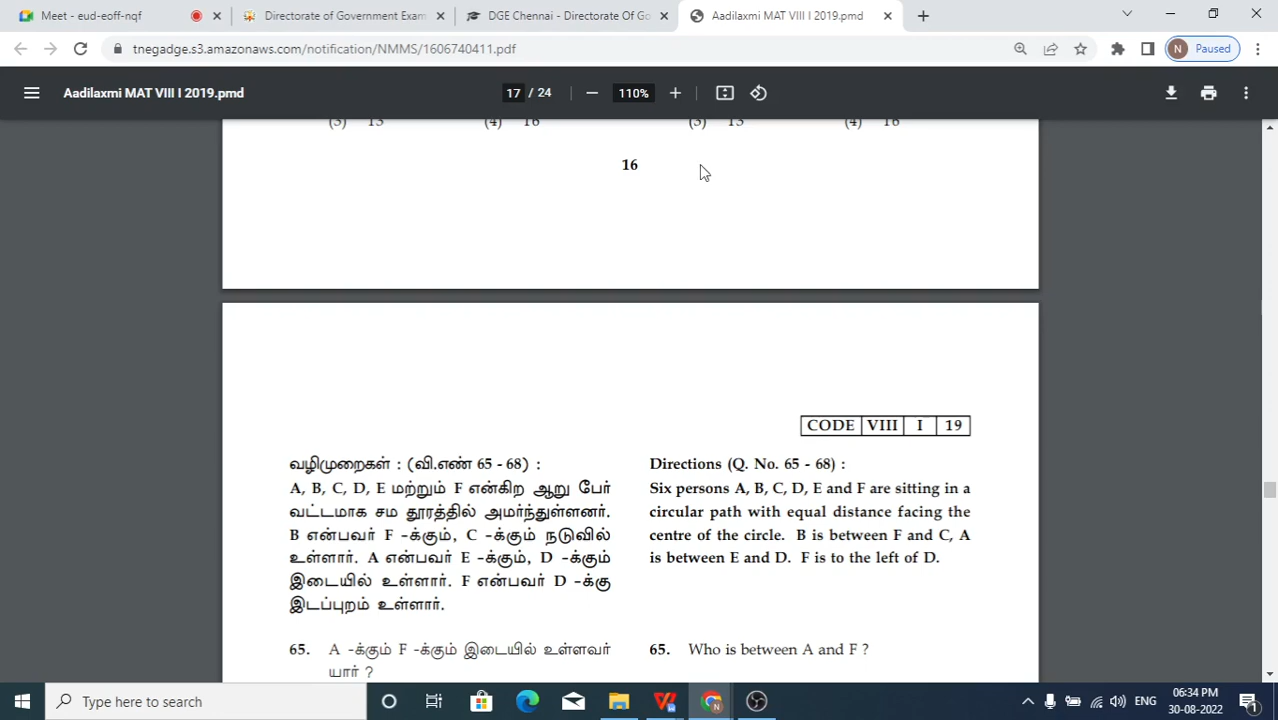 Meet - eud-eoff-nqf
Directorate of Government Exam
DGE Chennai - Directorate Of Go
Aadilaxmi MAT VIII I 2019.pmd
tnegadge.s3.amazonaws.com/notification/NMMS/1606740411.pdf
N Paused
Aadilaxmi MAT VIII I 2019.pmd
17 / 24
110%
(3) 13 (4) 16
(3) 13 (4) 16
16
CODE VIII I 19
வழிமுறைகள் : (வி.எண் 65 - 68) :
A, B, C, D, E மற்றும் F என்கிற ஆறு பேர்
வட்டமாக சம தூரத்தில் அமர்ந்துள்ளனர்.
B என்பவர் F -க்கும், C -க்கும் நடுவில்
உள்ளார். A என்பவர் E -க்கும், D -க்கும்
இடையில் உள்ளார். F என்பவர் D -க்கு
இடப்புறம் உள்ளார்.
65. A -க்கும் F -க்கும் இடையில் உள்ளவர்
யார் ?
Directions (Q. No. 65 - 68) :
Six persons A, B, C, D, E and F are sitting in a
circular path with equal distance facing the
centre of the circle. B is between F and C, A
is between E and D. F is to the left of D.
65. Who is between A and F ?
Type here to search
N
ENG
06:34 PM
30-08-2022
1